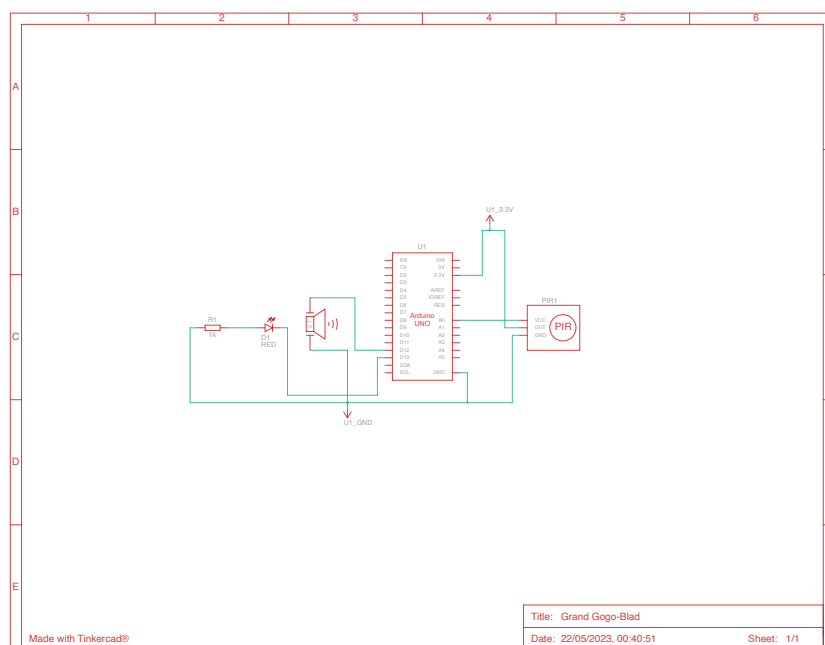 1 2 3 4 5 6
A
B
C
D
E
U1_3.3V
U1
RX VIN
TX 5V
D2 3.3V
D3
D4 AREF
D5 IOREF
D6 RES
D7
D8 A0
D9 A1
D10 A2
D11 A3
D12 A4
D13 A5
SDA
SCL GND
Arduino
UNO
PIR1
VCC
OUT
GND
PIR
R1
1k
D1
RED
U1_GND
Made with Tinkercad®
Title: Grand Gogo-Blad
Date: 22/05/2023, 00:40:51 Sheet: 1/1